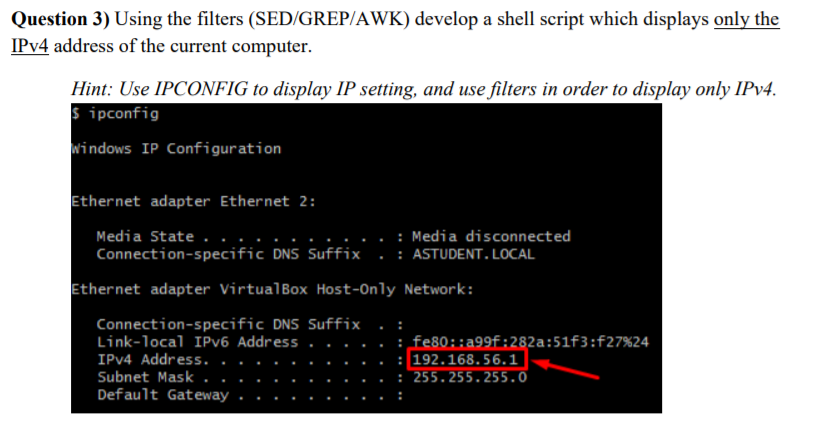 Question 3) Using the filters (SED/GREP/AWK) develop a shell script which displays only the
IPv4 address of the current computer.
Hint: Use IPCONFIG to display IP setting, and use filters in order to display only IPv4.
$ ipconfig
Windows IP Configuration
Ethernet adapter Ethernet 2:
Media State . . . . . . . . . . . : Media disconnected
Connection-specific DNS Suffix . : ASTUDENT.LOCAL
Ethernet adapter VirtualBox Host-Only Network:
Connection-specific DNS Suffix . :
Link-local IPv6 Address . . . . . : fe80::a99f:282a:51f3:f27%24
IPv4 Address. . . . . . . . . . . : 192.168.56.1
Subnet Mask . . . . . . . . . . . : 255.255.255.0
Default Gateway . . . . . . . . . :